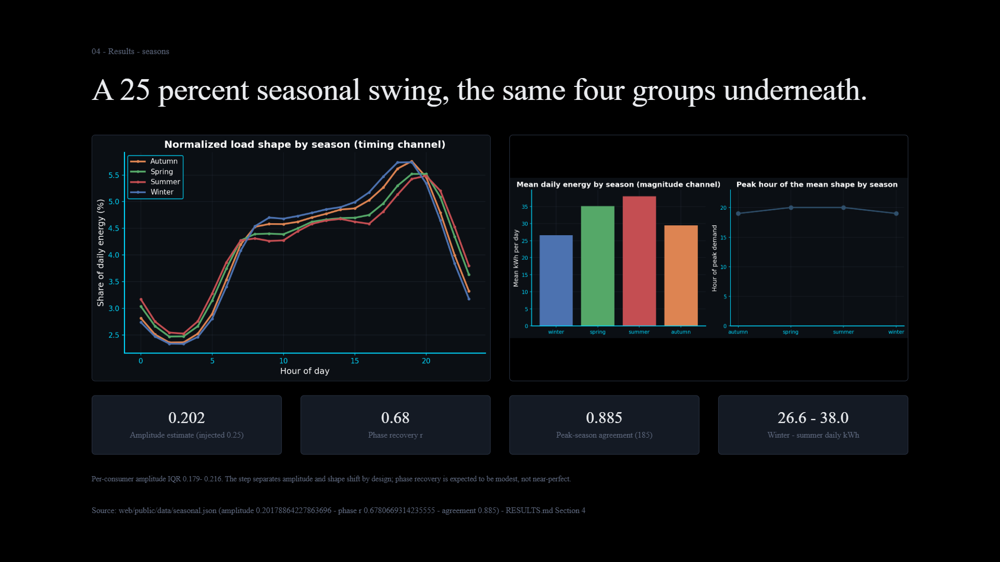 04 - Results - seasons
A 25 percent seasonal swing, the same four groups underneath.
Normalized load shape by season (timing channel)
Autumn
Spring
Summer
Winter
Share of daily energy (%)
5.5
5.0
4.5
4.0
3.5
3.0
2.5
0 5 10 15 20
Hour of day
Mean daily energy by season (magnitude channel)
Mean kWh per day
35
30
25
20
15
10
5
0
winter spring summer autumn
Peak hour of the mean shape by season
Hour of peak demand
20
15
10
5
0
autumn spring summer winter
0.202
Amplitude estimate (injected 0.25)
0.68
Phase recovery r
0.885
Peak-season agreement (185)
26.6 - 38.0
Winter - summer daily kWh
Per-consumer amplitude IQR 0.179- 0.216. The step separates amplitude and shape shift by design; phase recovery is expected to be modest, not near-perfect.
Source: web/public/data/seasonal.json (amplitude 0.20178864227863696 - phase r 0.6780669314235555 - agreement 0.885) - RESULTS.md Section 4